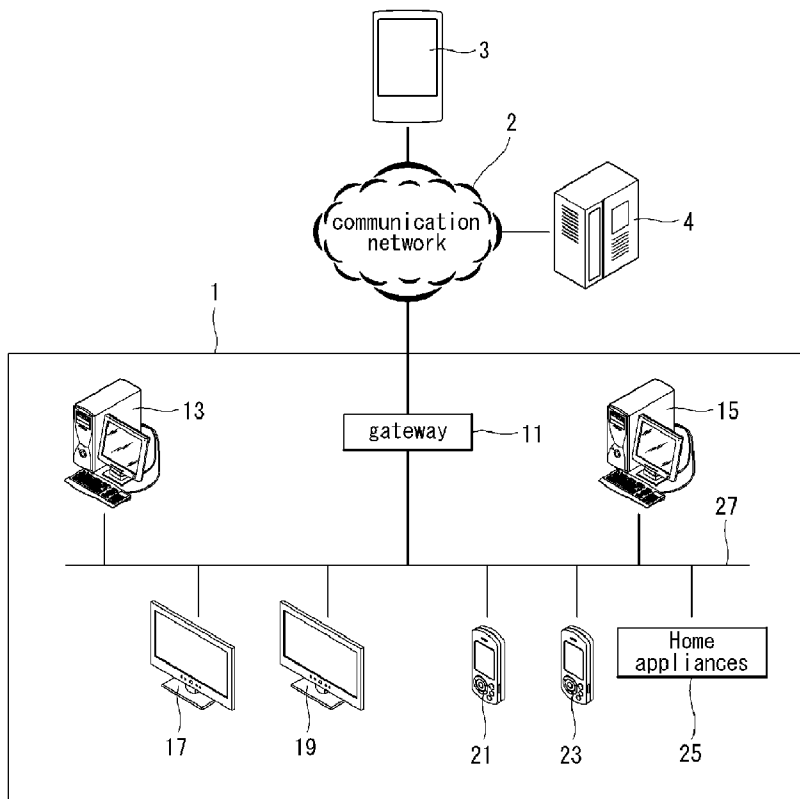 3
2
communication
network
4
1
13
gateway
11
15
27
17
19
21
23
Home
appliances
25